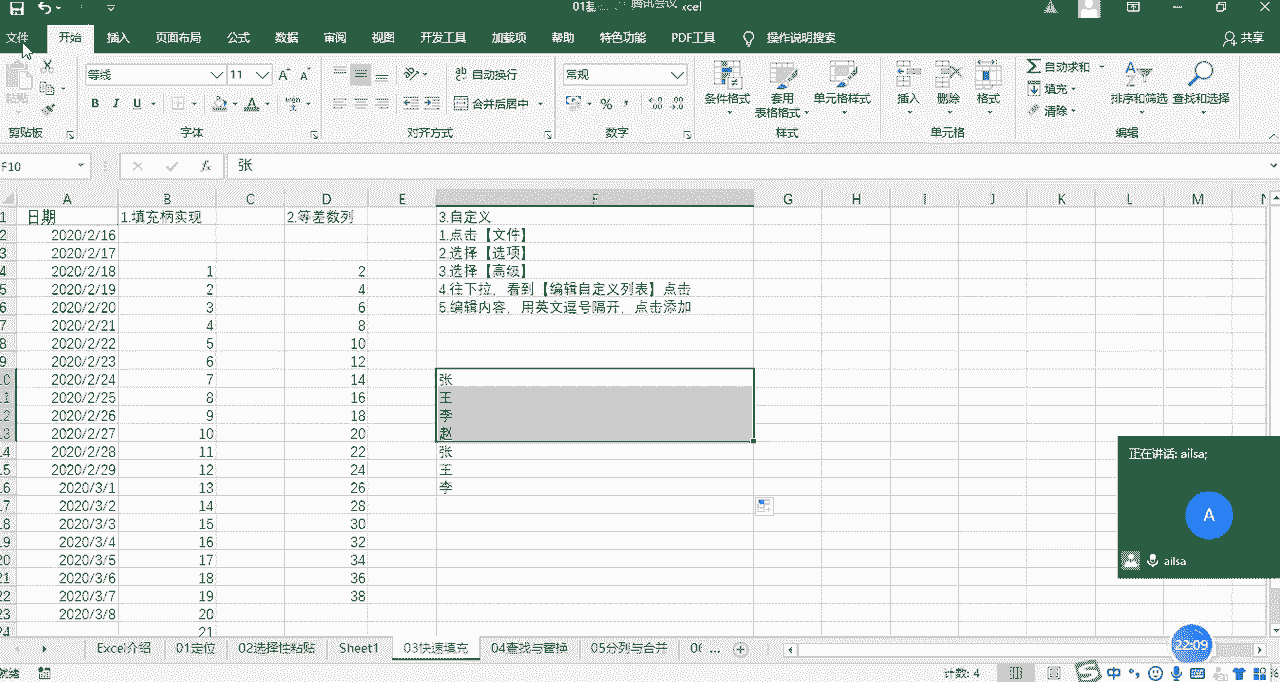 腾讯会议 xcel
文件 开始 插入 页面布局 公式 数据 审阅 视图 开发工具 加载项 帮助 特色功能 PDF工具 操作说明搜索 共享
等线 11 A A ab 自动换行 常规 条件格式 套用 单元格样式 插入 删除 格式 自动求和 排序和筛选 查找和选择
粘贴 B I U A 合并后居中 % 表格格式 填充
清除
剪贴板 字体 对齐方式 数字 样式 单元格 编辑
F10 fx 张
A B C D E F G H I J K L M N
1 日期 1.填充柄实现 2.等差数列 3.自定义
2 2020/2/16 1.点击【文件】
3 2020/2/17 2.选择【选项】
4 2020/2/18 1 2 3.选择【高级】
5 2020/2/19 2 4 4.往下拉，看到【编辑自定义列表】点击
6 2020/2/20 3 6 5.编辑内容，用英文逗号隔开，点击添加
7 2020/2/21 4 8
8 2020/2/22 5 10
9 2020/2/23 6 12
10 2020/2/24 7 14 张
11 2020/2/25 8 16 王
12 2020/2/26 9 18 李
13 2020/2/27 10 20 赵
14 2020/2/28 11 22 张
15 2020/2/29 12 24 王
16 2020/3/1 13 26 李
17 2020/3/2 14 28
18 2020/3/3 15 30
19 2020/3/4 16 32
20 2020/3/5 17 34
21 2020/3/6 18 36
22 2020/3/7 19 38
23 2020/3/8 20
24 21
正在讲话: ailsa;
A
ailsa
Excel介绍 01定位 02选择性粘贴 Sheet1 03快速填充 04查找与替换 05分列与合并 06 ...
22:09
就绪 计数: 4 中